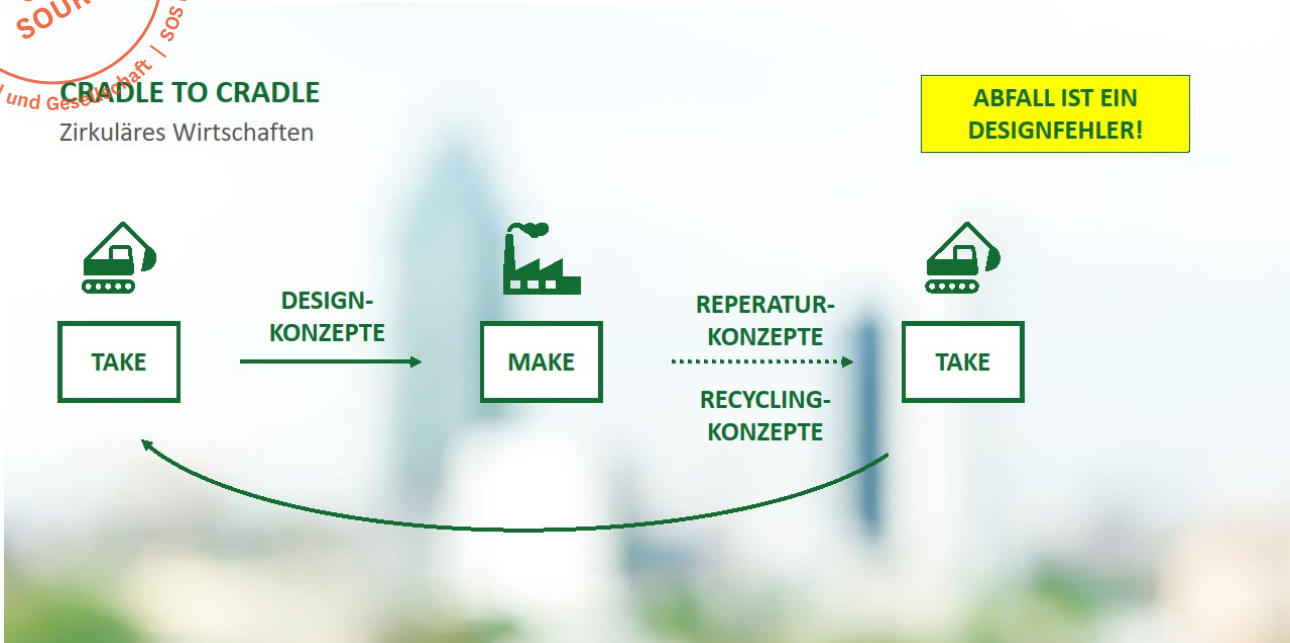 CRADLE TO CRADLE
Zirkuläres Wirtschaften
ABFALL IST EIN
DESIGNFEHLER!
TAKE
DESIGN-
KONZEPTE
MAKE
REPERATUR-
KONZEPTE
RECYCLING-
KONZEPTE
TAKE
und Gesellschaft | SOS